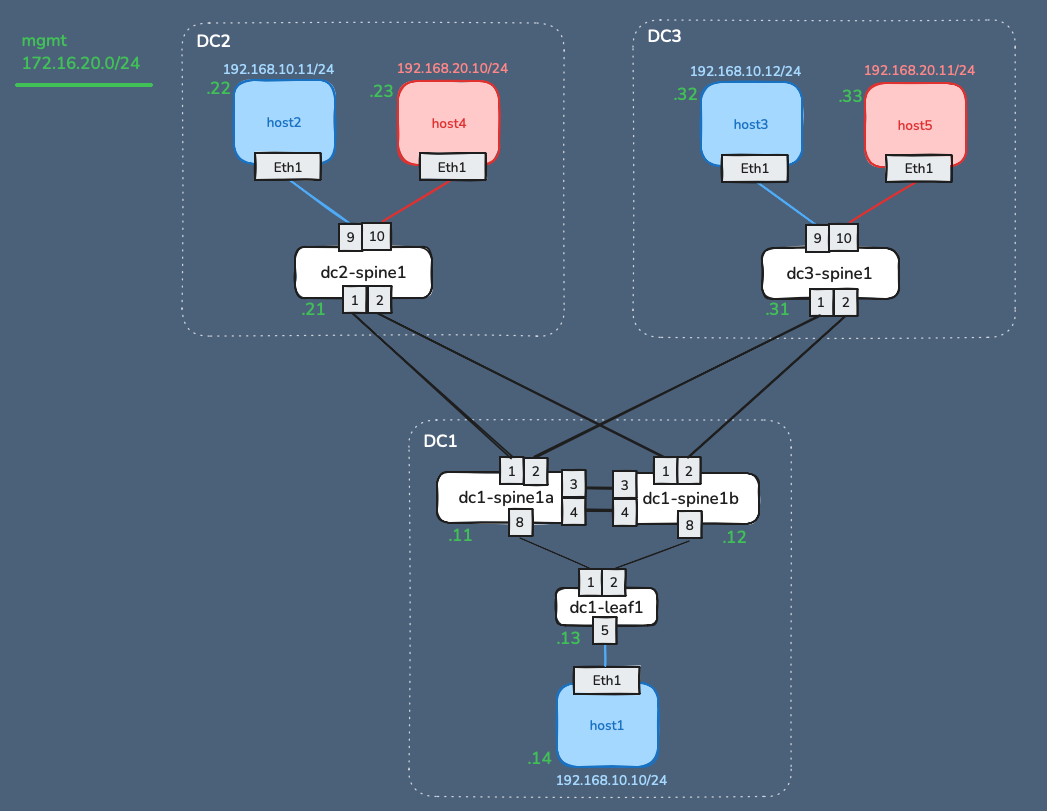 mgmt
172.16.20.0/24
DC2
192.168.10.11/24
192.168.20.10/24
.22
host2
.23
host4
Eth1
Eth1
9
10
dc2-spine1
1
2
.21
DC3
192.168.10.12/24
192.168.20.11/24
.32
host3
.33
host5
Eth1
Eth1
9
10
dc3-spine1
1
2
.31
DC1
1
2
1
2
dc1-spine1a
3
3
dc1-spine1b
4
4
8
8
.11
.12
1
2
dc1-leaf1
5
.13
Eth1
host1
.14
192.168.10.10/24